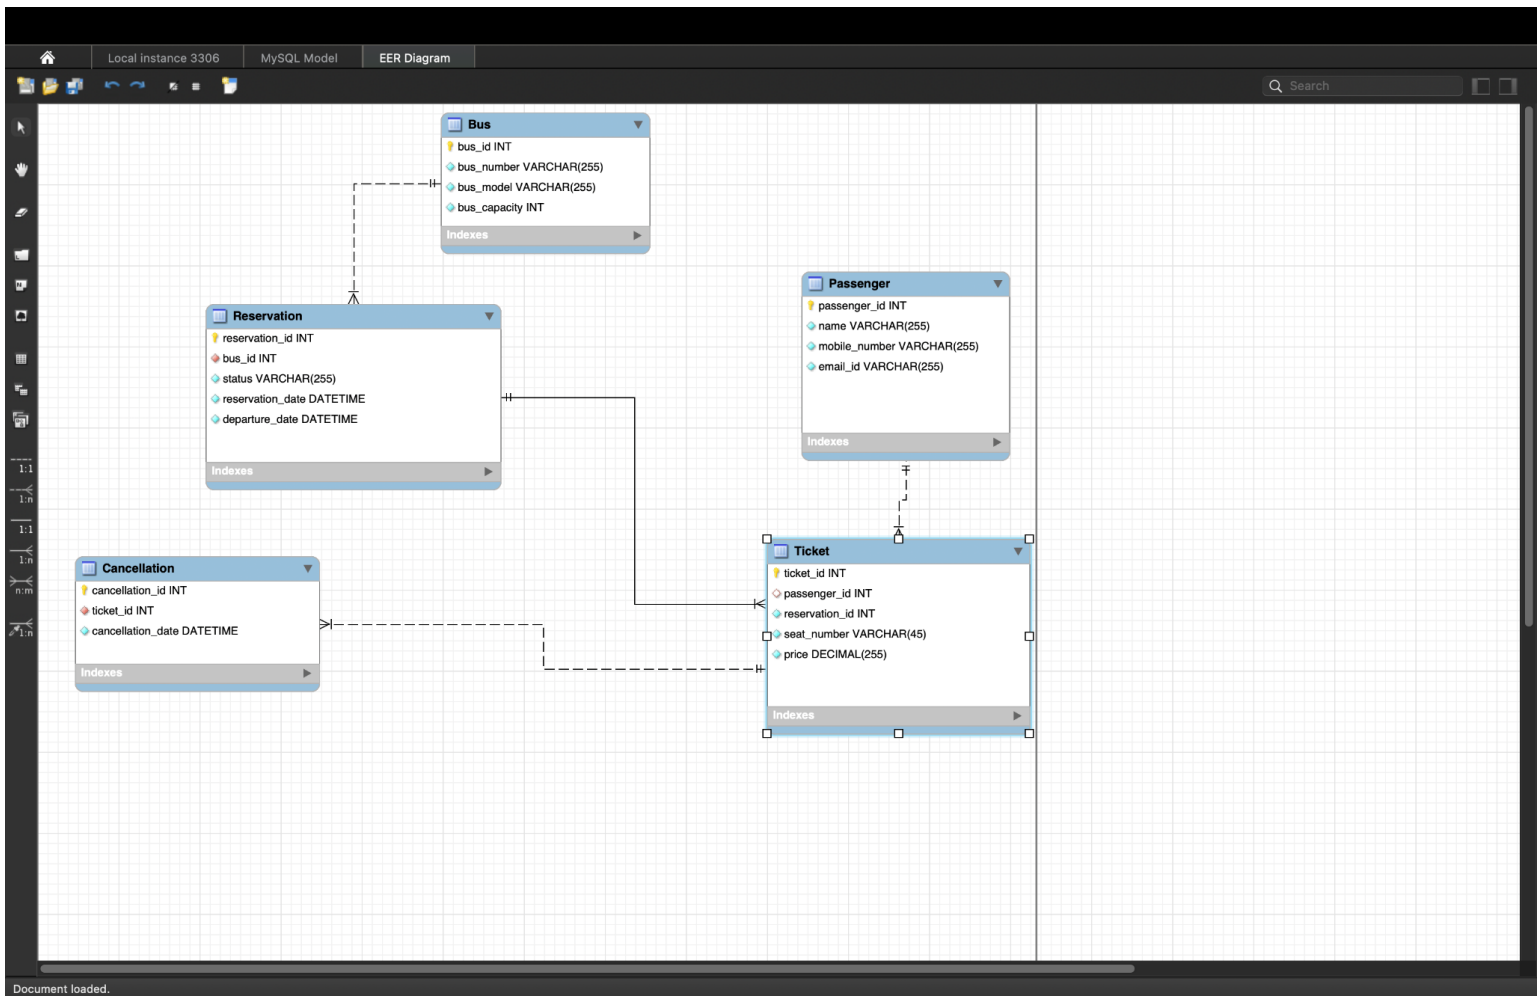 Local instance 3306
MySQL Model
EER Diagram
Search
Bus
bus_id INT
bus_number VARCHAR(255)
bus_model VARCHAR(255)
bus_capacity INT
Indexes
Passenger
passenger_id INT
name VARCHAR(255)
mobile_number VARCHAR(255)
email_id VARCHAR(255)
Indexes
Reservation
reservation_id INT
bus_id INT
status VARCHAR(255)
reservation_date DATETIME
departure_date DATETIME
Indexes
Ticket
ticket_id INT
passenger_id INT
reservation_id INT
seat_number VARCHAR(45)
price DECIMAL(255)
Indexes
Cancellation
cancellation_id INT
ticket_id INT
cancellation_date DATETIME
Indexes
1:1
1:n
1:1
1:n
n:m
1:n
Document loaded.